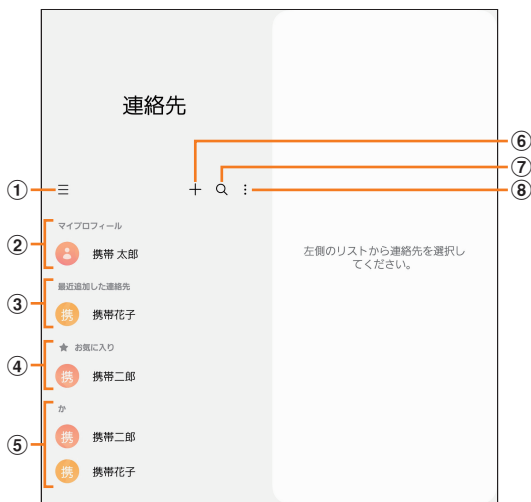 連絡先
⑥
⑦
①
⑧
マイプロフィール
②
携帯 太郎
左側のリストから連絡先を選択し
てください。
最近追加した連絡先
③
携
携帯花子
★ お気に入り
④
携
携帯二郎
か
⑤
携
携帯二郎
携
携帯花子